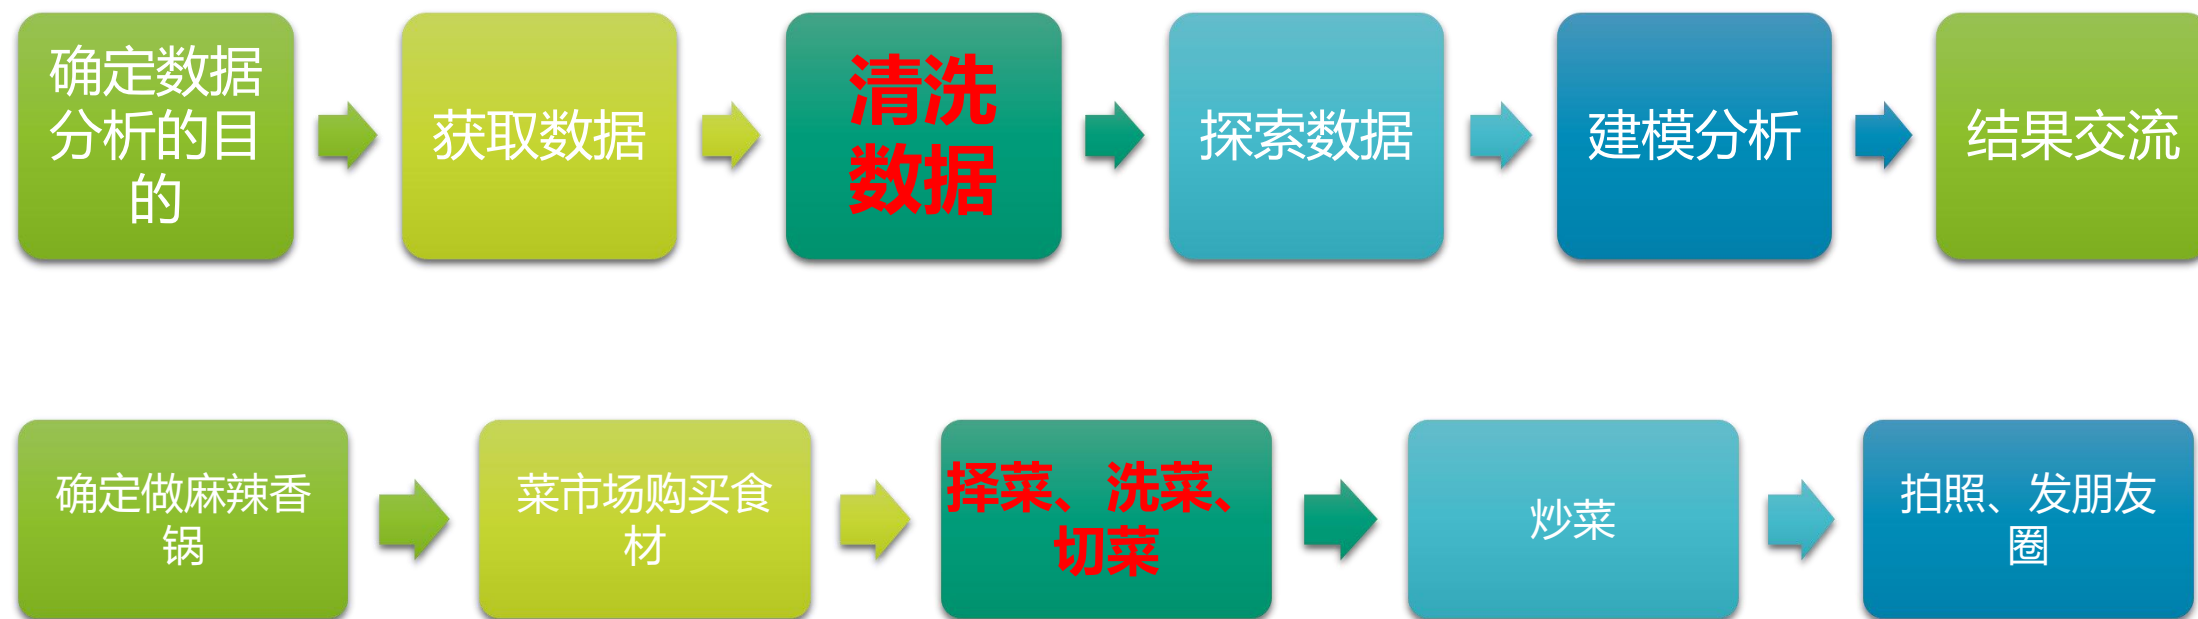 确定数据
分析的目
的
获取数据
清洗
数据
探索数据
建模分析
结果交流
确定做麻辣香
锅
菜市场购买食
材
择菜、洗菜、
切菜
炒菜
拍照、发朋友
圈